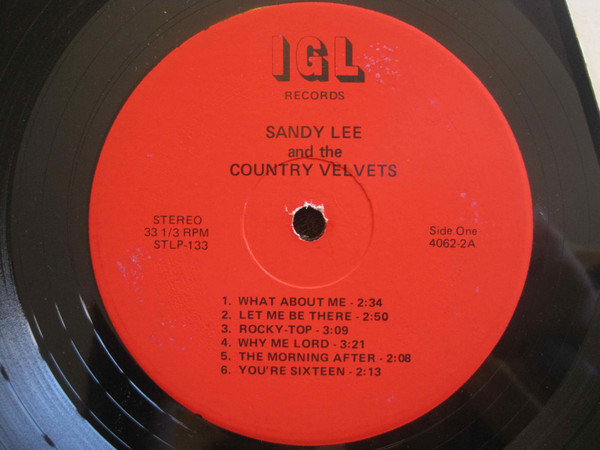 IGL
RECORDS
SANDY LEE
and the
COUNTRY VELVETS
STEREO
33 1/3 RPM
STLP-133
Side One
4062-2A
1. WHAT ABOUT ME - 2:34
2. LET ME BE THERE - 2:50
3. ROCKY-TOP - 3:09
4. WHY ME LORD - 3:21
5. THE MORNING AFTER - 2:08
6. YOU'RE SIXTEEN - 2:13